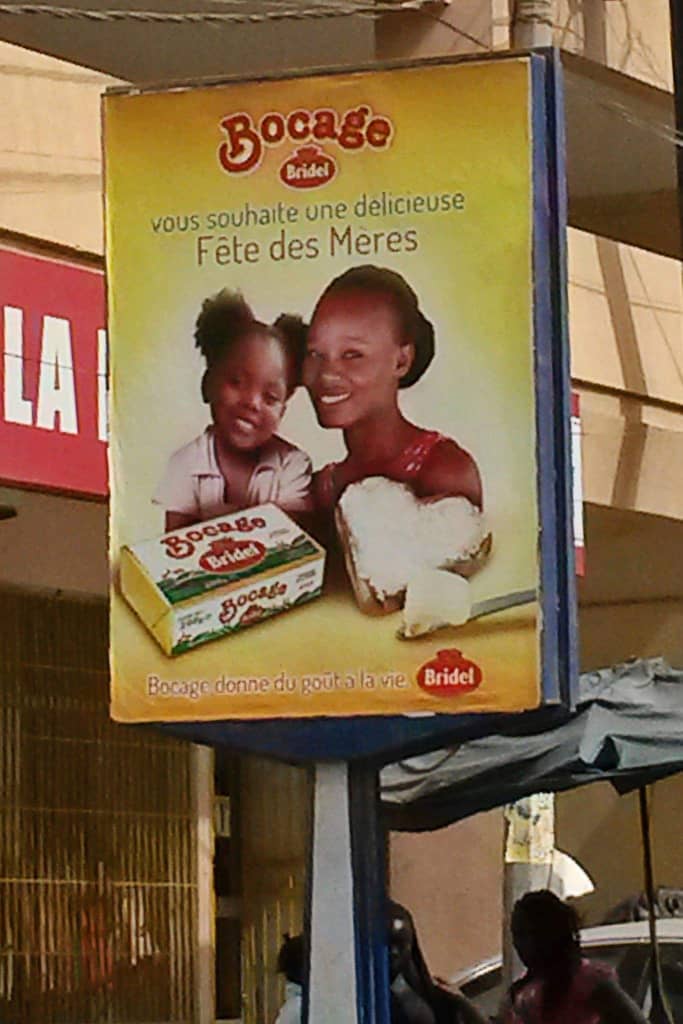 Bocage
Bridel
vous souhaite une délicieuse
Fête des Mères
LA
Bocage
Bridel
Bocage
Bocage donne du goût a la vie
Bridel